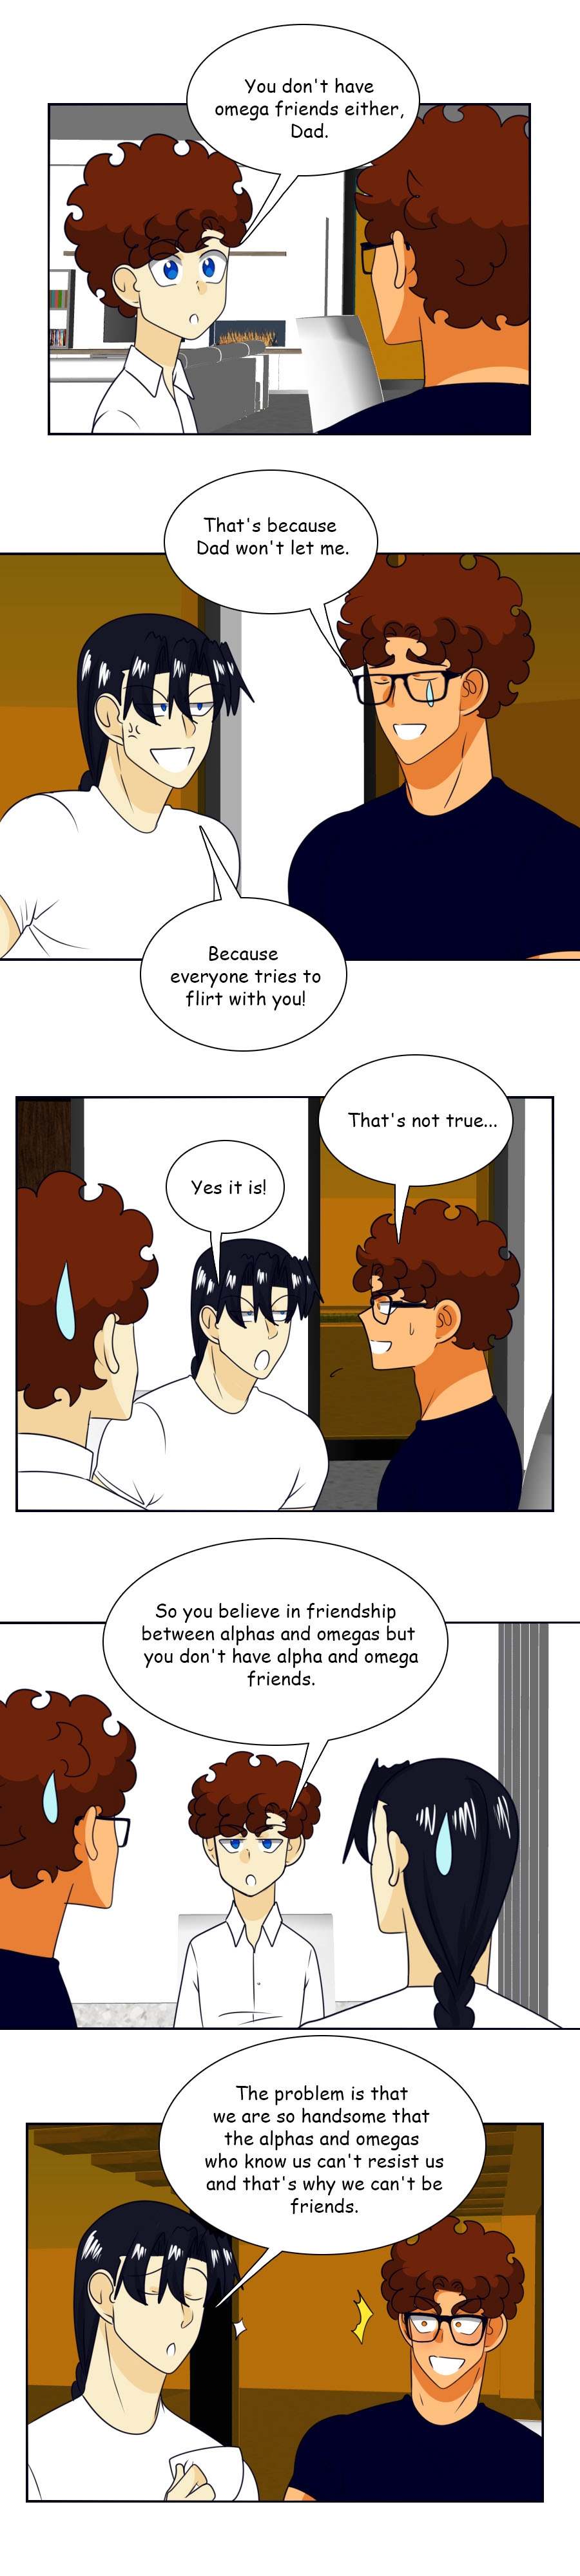 You don't have
omega friends either,
Dad.
That's because
Dad won't let me.
Because
everyone tries to
flirt with you!
That's not true...
Yes it is!
So you believe in friendship
between alphas and omegas but
you don't have alpha and omega
friends.
The problem is that
we are so handsome that
the alphas and omegas
who know us can't resist us
and that's why we can't be
friends.